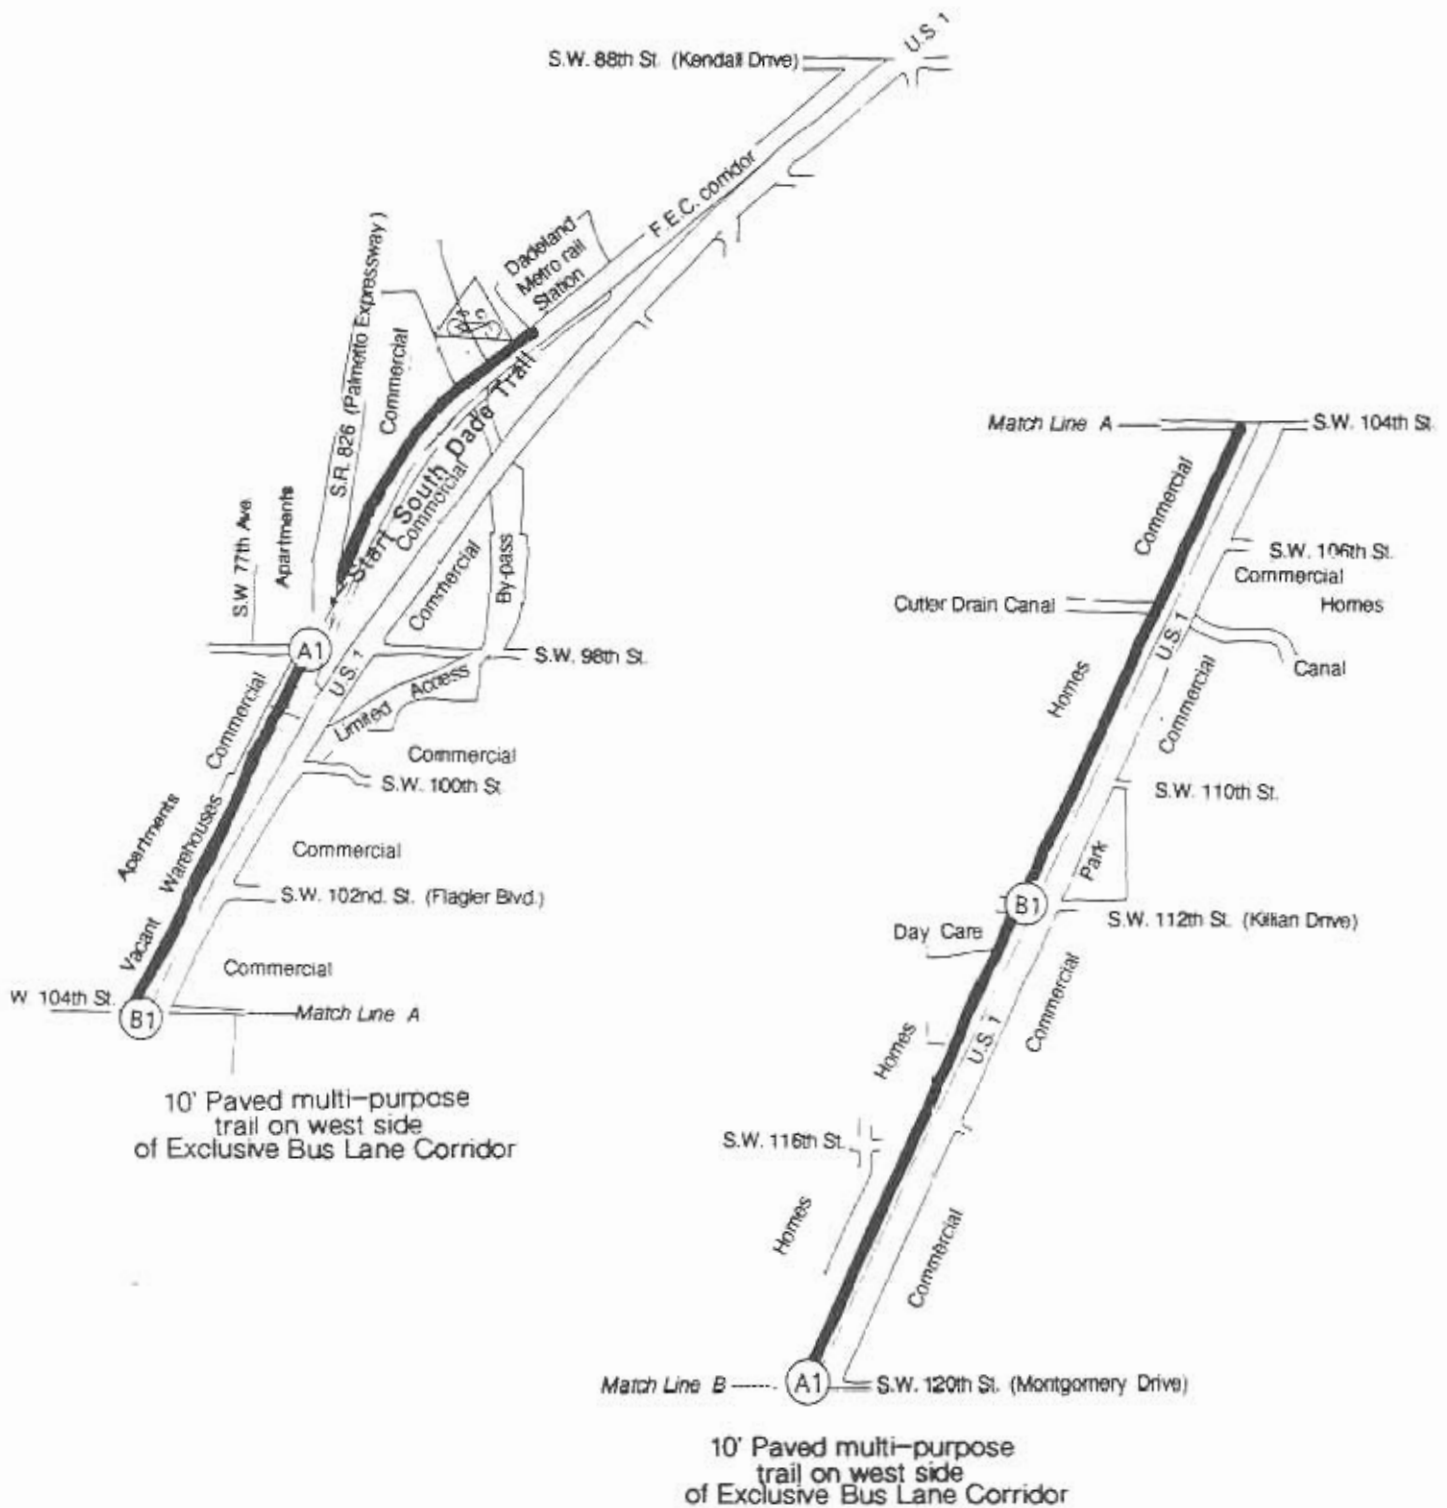 U.S. 1
S.W. 88th St. (Kendall Drive)
F.E.C. corridor
Dadeland
Metro rail
Station
S.R. 826 (Palmetto Expressway)
Commercial
Start South Dade Trail
Commercial
S.W. 77th Ave.
Apartments
Commercial
By-pass
A1
U.S. 1
S.W. 98th St.
Limited Access
Commercial
Commercial
S.W. 100th St.
Apartments
Warehouses
Commercial
S.W. 102nd. St. (Flagler Blvd.)
Vacant
Commercial
W. 104th St.
B1
Match Line A
10' Paved multi-purpose
trail on west side
of Exclusive Bus Lane Corridor
Match Line A
S.W. 104th St.
Commercial
S.W. 106th St.
Commercial
Homes
Cutler Drain Canal
U.S. 1
Canal
Homes
Commercial
S.W. 110th St.
Park
B1
S.W. 112th St. (Killian Drive)
Day Care
Commercial
Homes
U.S. 1
S.W. 116th St.
Homes
Commercial
Match Line B
A1
S.W. 120th St. (Montgomery Drive)
10' Paved multi-purpose
trail on west side
of Exclusive Bus Lane Corridor